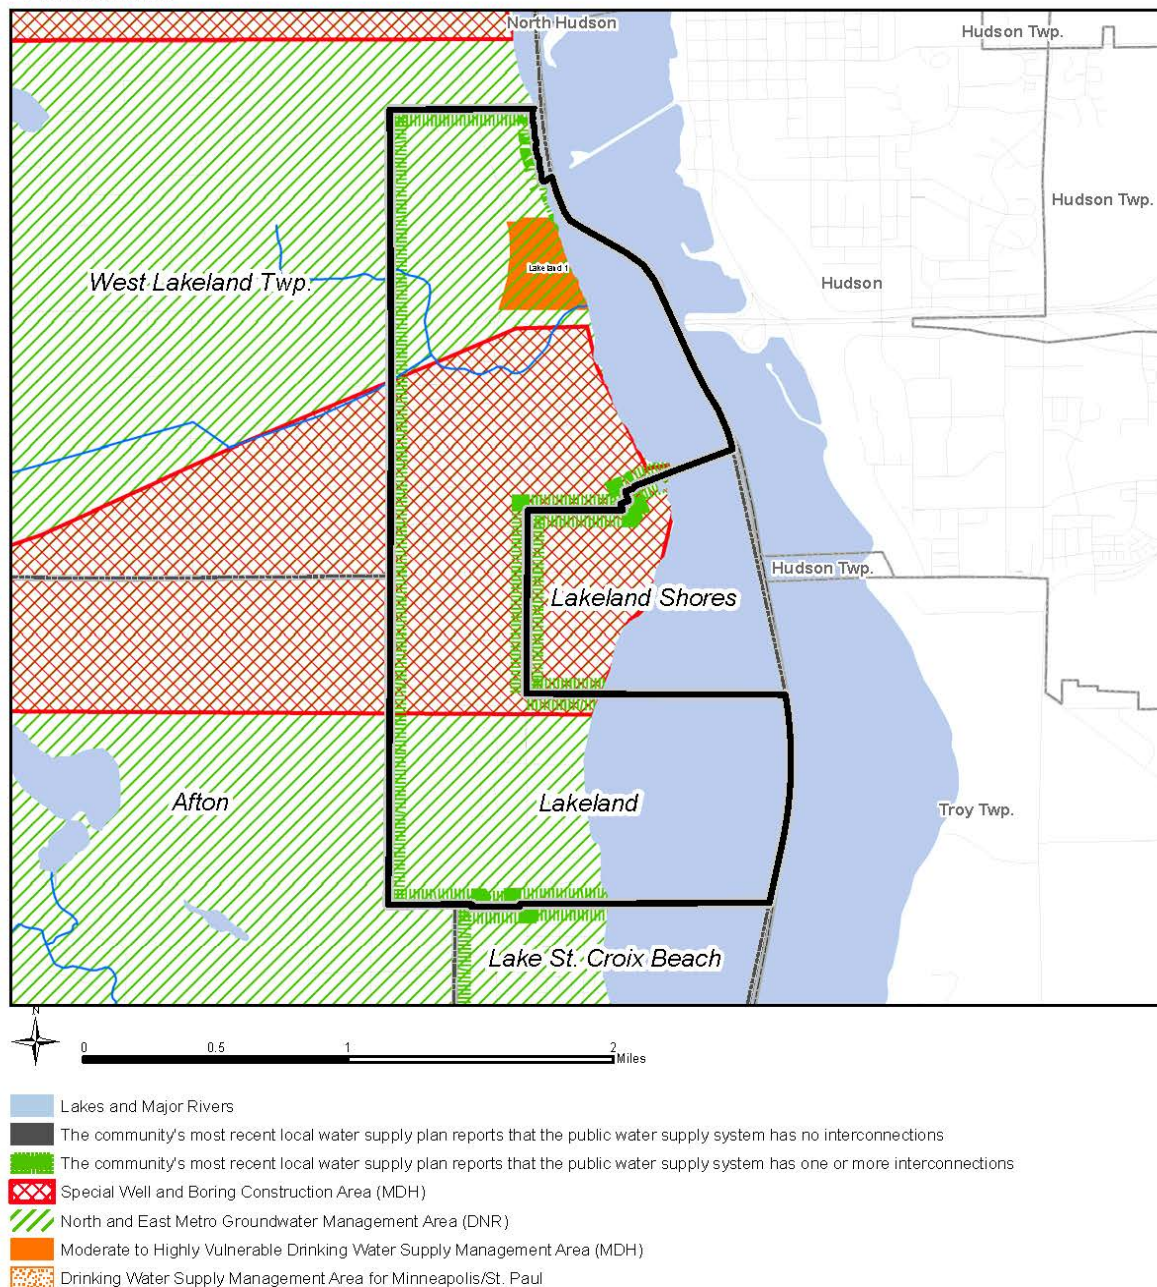 North Hudson
Hudson Twp.
Hudson Twp.
Lakeland 1
West Lakeland Twp.
Hudson
Hudson Twp.
Lakeland Shores
Afton
Lakeland
Troy Twp.
Lake St. Croix Beach
N
0 0.5 1 2
Miles
Lakes and Major Rivers
The community's most recent local water supply plan reports that the public water supply system has no interconnections
The community's most recent local water supply plan reports that the public water supply system has one or more interconnections
Special Well and Boring Construction Area (MDH)
North and East Metro Groundwater Management Area (DNR)
Moderate to Highly Vulnerable Drinking Water Supply Management Area (MDH)
Drinking Water Supply Management Area for Minneapolis/St. Paul